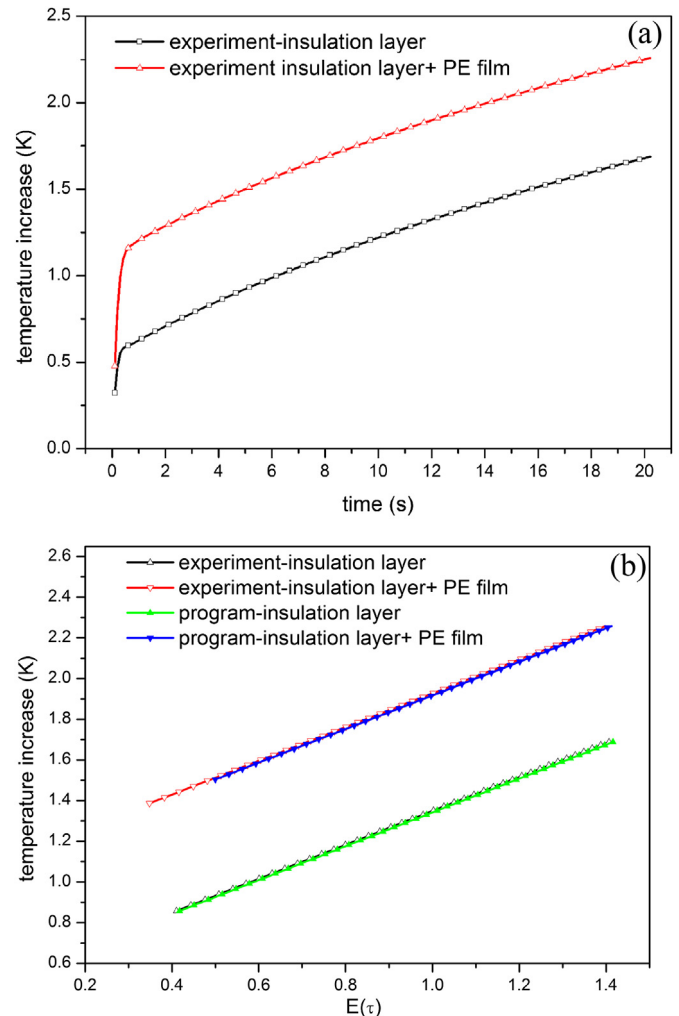 (a)
experiment-insulation layer
experiment insulation layer+ PE film
2.5
2.0
1.5
1.0
0.5
0.0
temperature increase (K)
0 2 4 6 8 10 12 14 16 18 20
time (s)
(b)
experiment-insulation layer
experiment-insulation layer+ PE film
program-insulation layer
program-insulation layer+ PE film
2.6
2.4
2.2
2.0
1.8
1.6
1.4
1.2
1.0
0.8
0.6
temperature increase (K)
0.2 0.4 0.6 0.8 1.0 1.2 1.4
E(τ)